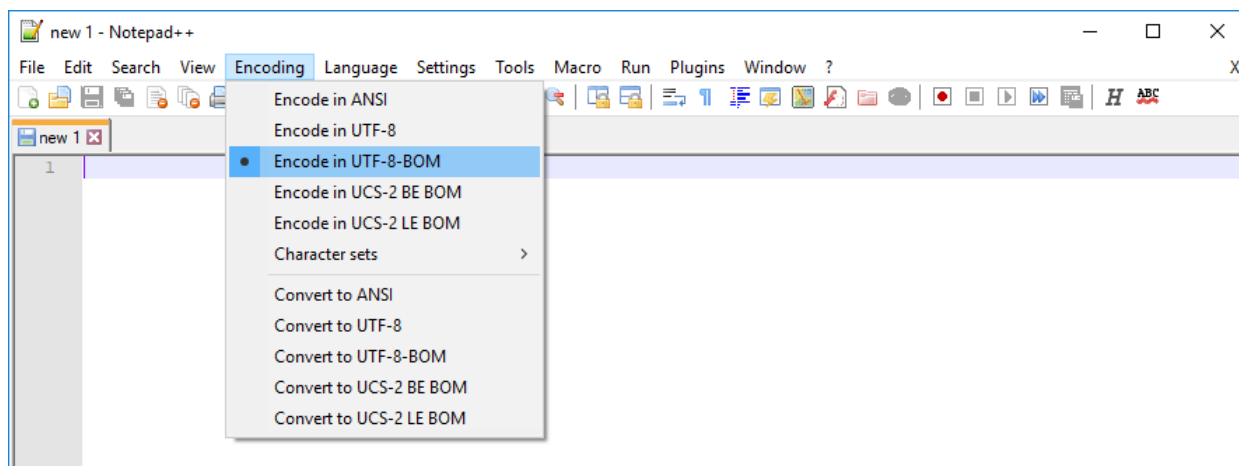 new 1 - Notepad++
File Edit Search View Encoding Language Settings Tools Macro Run Plugins Window ? X
H ABC
new 1
1
Encode in ANSI
Encode in UTF-8
Encode in UTF-8-BOM
Encode in UCS-2 BE BOM
Encode in UCS-2 LE BOM
Character sets
Convert to ANSI
Convert to UTF-8
Convert to UTF-8-BOM
Convert to UCS-2 BE BOM
Convert to UCS-2 LE BOM